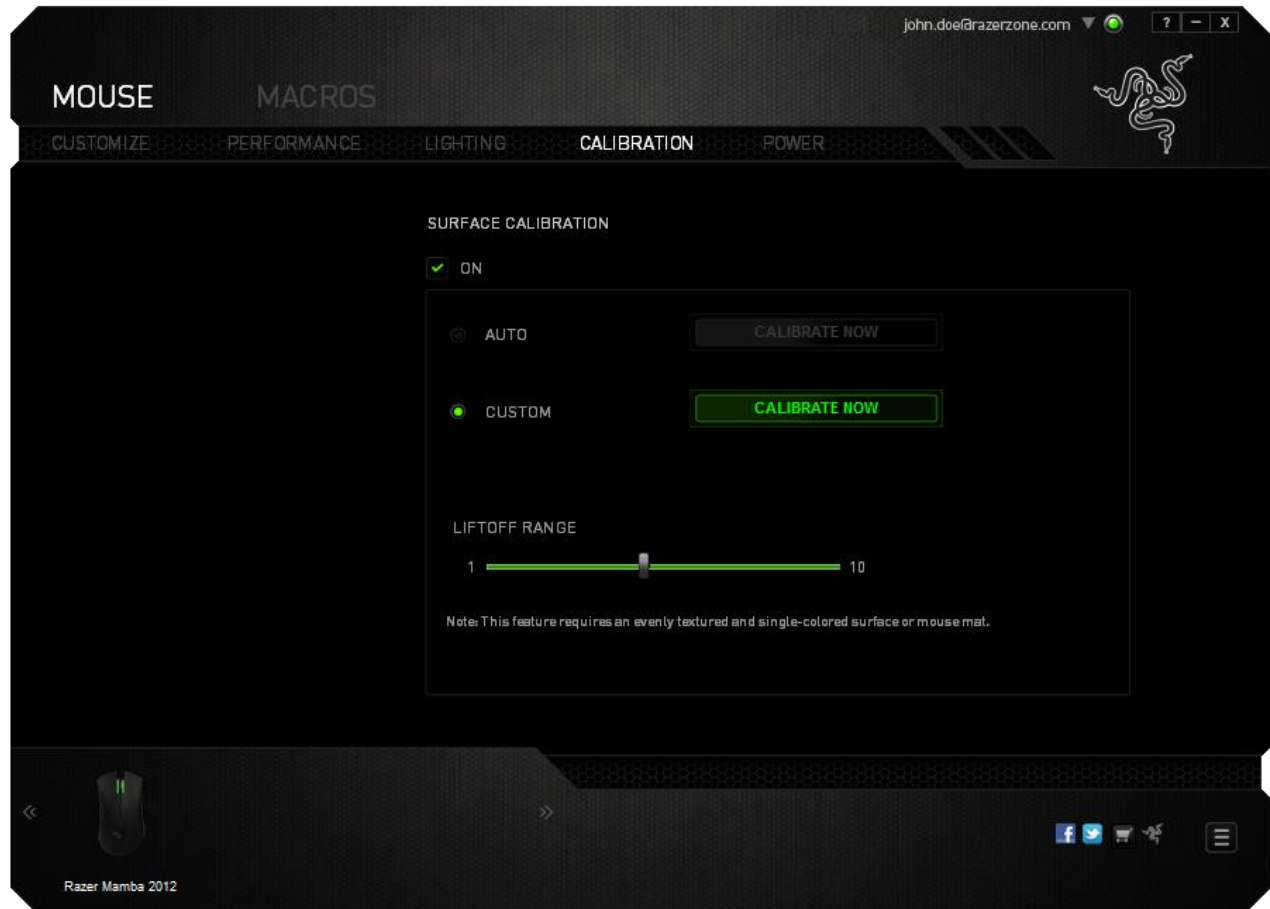 john.doe@razerzone.com
? – X
MOUSE MACROS
CUSTOMIZE PERFORMANCE LIGHTING CALIBRATION POWER
SURFACE CALIBRATION
ON
AUTO CALIBRATE NOW
CUSTOM CALIBRATE NOW
LIFTOFF RANGE
1 10
Note: This feature requires an evenly textured and single-colored surface or mouse mat.
Razer Mamba 2012